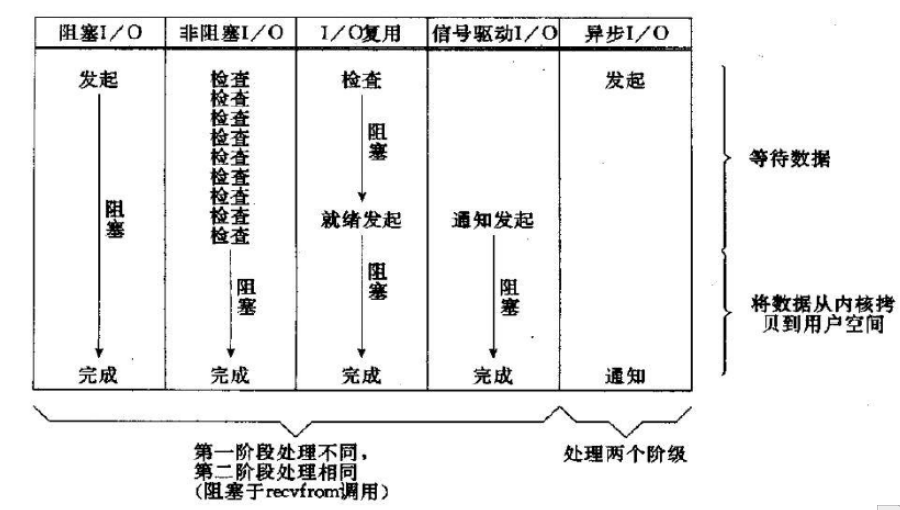 阻塞I/O 非阻塞I/O I/O复用 信号驱动I/O 异步I/O
发起 检查 检查 发起
检查
检查
检查
检查
检查
检查
检查
检查
阻塞
阻塞
就绪发起 通知发起
阻塞
阻塞
阻塞
完成 完成 完成 完成 通知
等待数据
将数据从内核拷
贝到用户空间
第一阶段处理不同，
第二阶段处理相同
（阻塞于recvfrom调用）
处理两个阶级